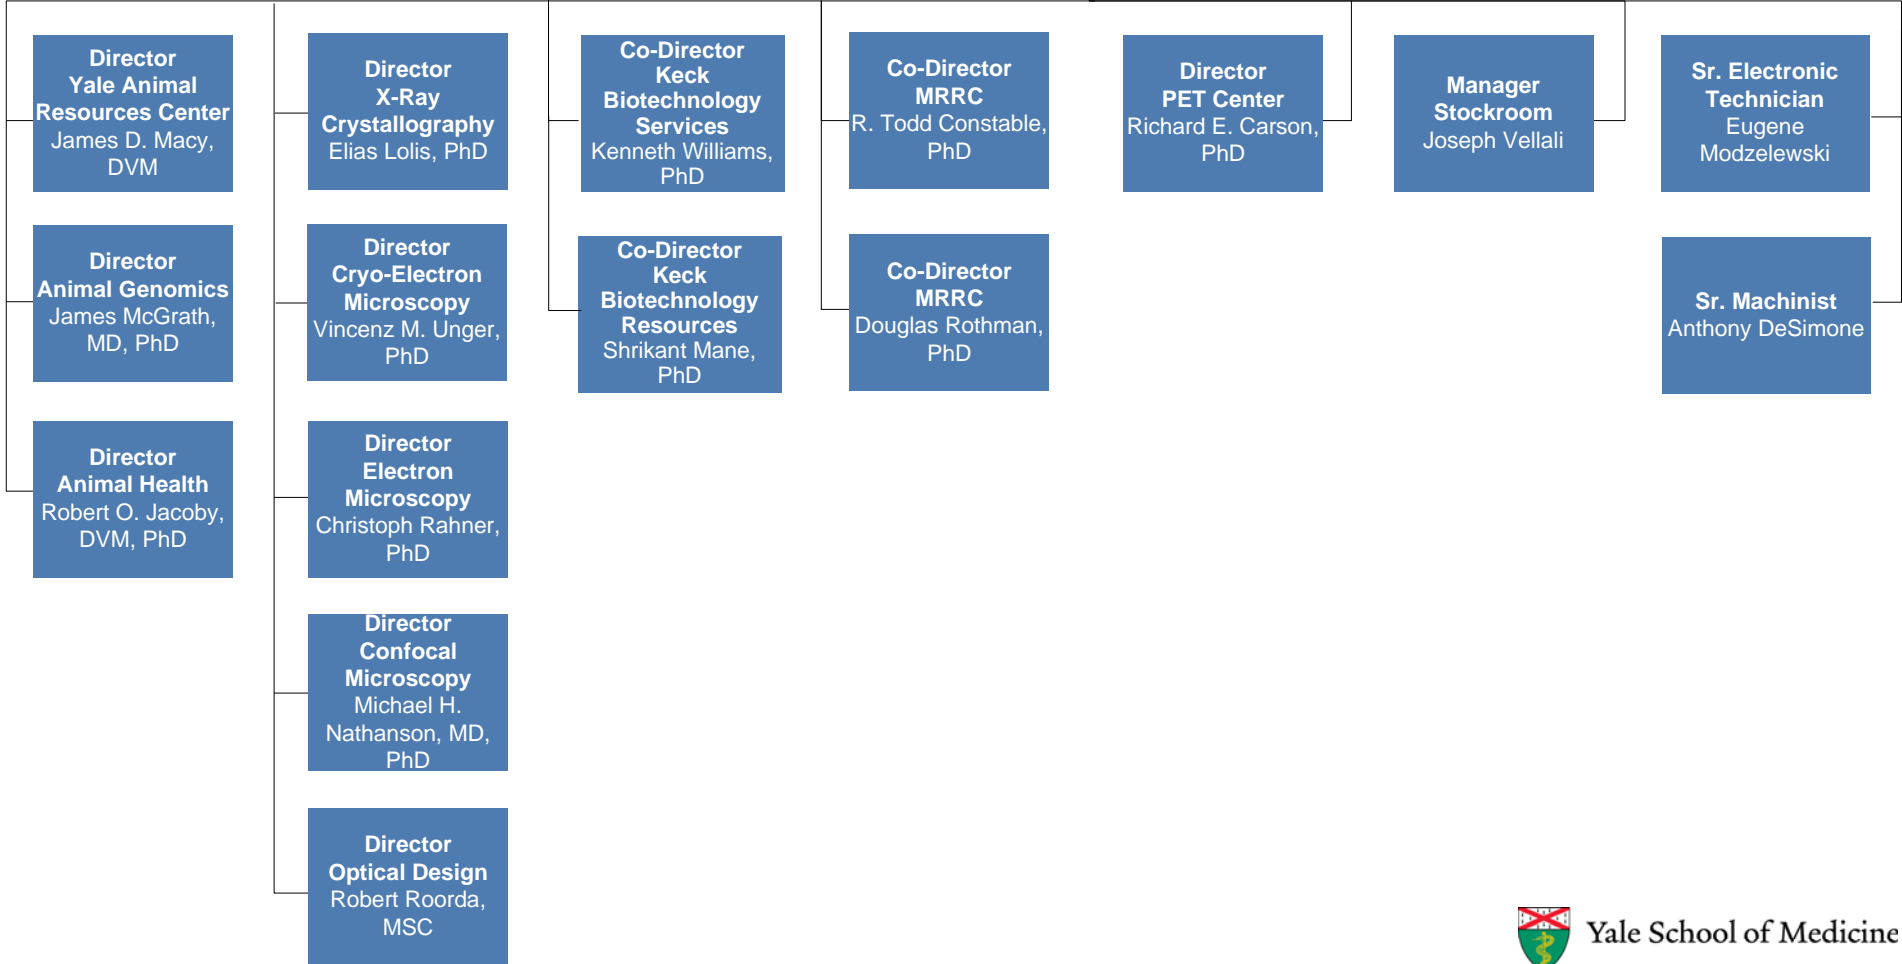 Director
Yale Animal
Resources Center
James D. Macy,
DVM
Director
X-Ray
Crystallography
Elias Lolis, PhD
Co-Director
Keck
Biotechnology
Services
Kenneth Williams,
PhD
Co-Director
MRRC
R. Todd Constable,
PhD
Director
PET Center
Richard E. Carson,
PhD
Manager
Stockroom
Joseph Vellali
Sr. Electronic
Technician
Eugene
Modzelewski
Director
Animal Genomics
James McGrath,
MD, PhD
Director
Cryo-Electron
Microscopy
Vincenz M. Unger,
PhD
Co-Director
Keck
Biotechnology
Resources
Shrikant Mane,
PhD
Co-Director
MRRC
Douglas Rothman,
PhD
Sr. Machinist
Anthony DeSimone
Director
Animal Health
Robert O. Jacoby,
DVM, PhD
Director
Electron
Microscopy
Christoph Rahner,
PhD
Director
Confocal
Microscopy
Michael H.
Nathanson, MD,
PhD
Director
Optical Design
Robert Roorda,
MSC
Yale School of Medicine